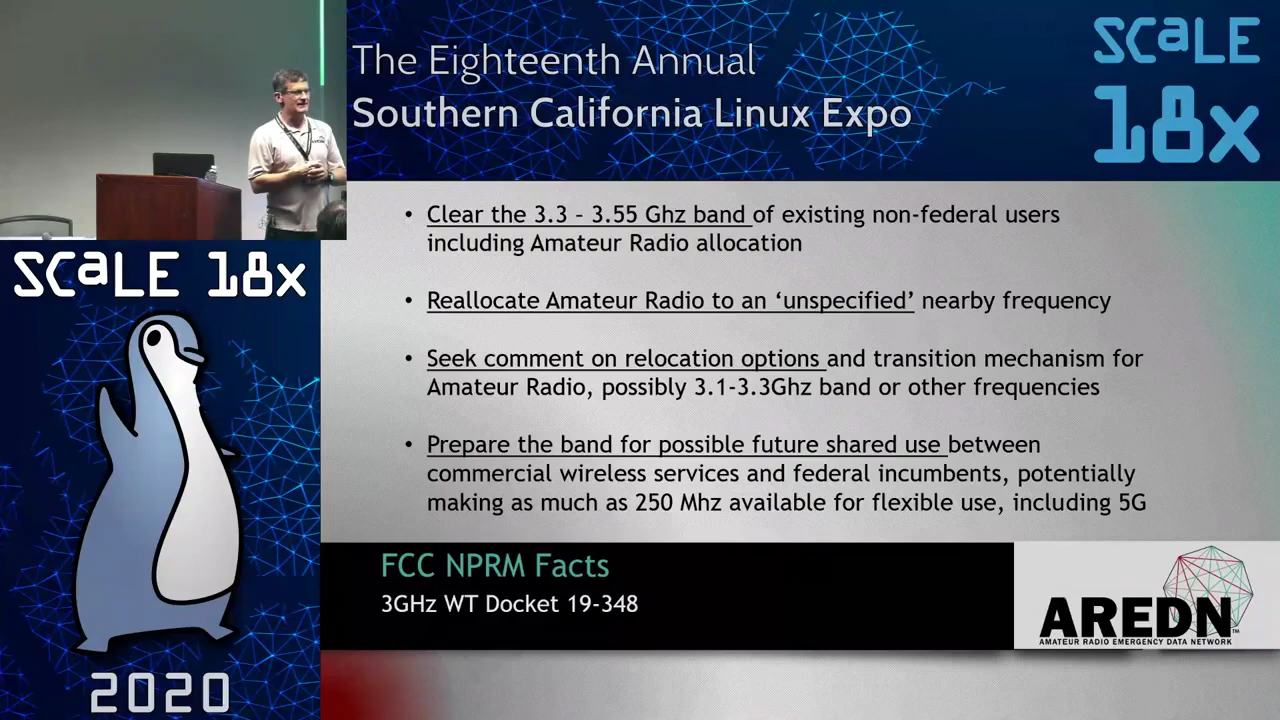 The Eighteenth Annual
Southern California Linux Expo
SCaLE
18x
SCaLE 18x
2020
• Clear the 3.3 – 3.55 Ghz band of existing non-federal users
including Amateur Radio allocation
• Reallocate Amateur Radio to an ‘unspecified’ nearby frequency
• Seek comment on relocation options and transition mechanism for
Amateur Radio, possibly 3.1-3.3Ghz band or other frequencies
• Prepare the band for possible future shared use between
commercial wireless services and federal incumbents, potentially
making as much as 250 Mhz available for flexible use, including 5G
FCC NPRM Facts
3GHz WT Docket 19-348
AREDN™
AMATEUR RADIO EMERGENCY DATA NETWORK